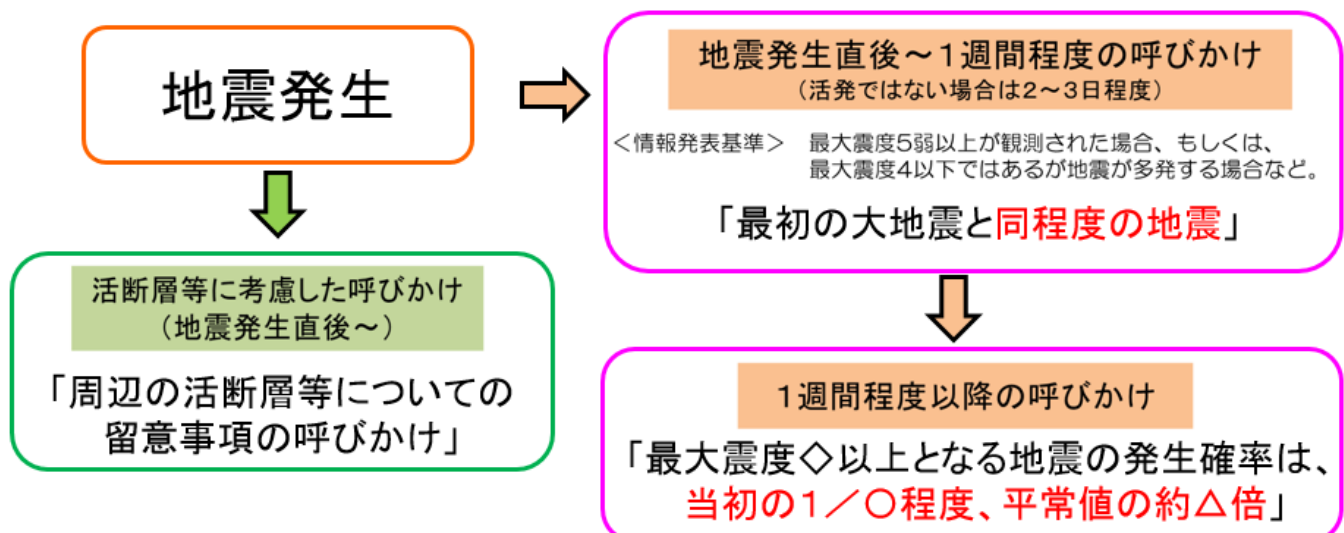 地震発生
地震発生直後～1週間程度の呼びかけ
（活発ではない場合は2～3日程度）
＜情報発表基準＞　最大震度5弱以上が観測された場合、もしくは、
最大震度4以下ではあるが地震が多発する場合など。
「最初の大地震と同程度の地震」
活断層等に考慮した呼びかけ
（地震発生直後～）
「周辺の活断層等についての
留意事項の呼びかけ」
1週間程度以降の呼びかけ
「最大震度◇以上となる地震の発生確率は、
当初の1／○程度、平常値の約△倍」